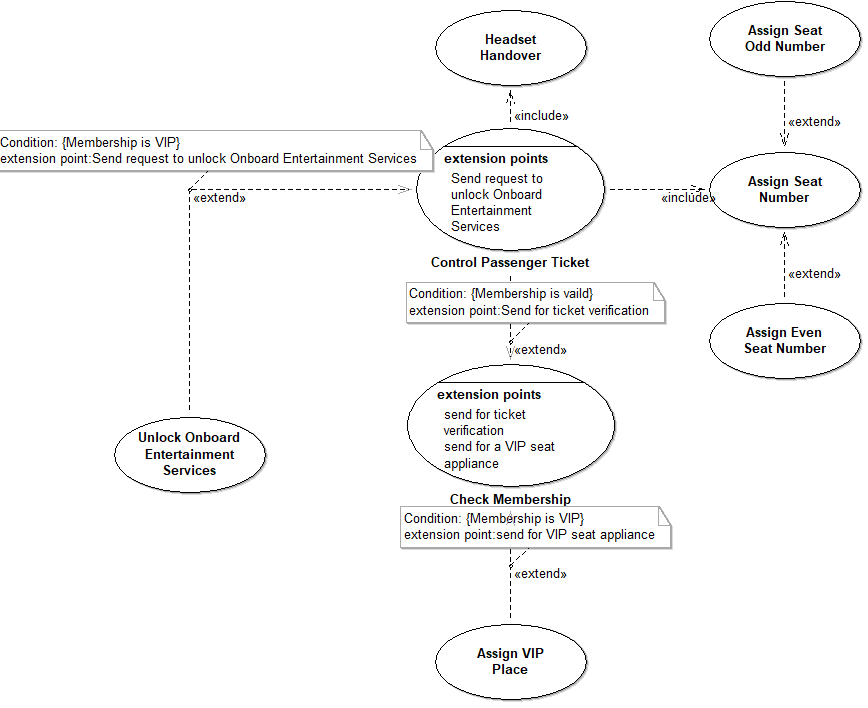 Headset
Handover
Assign Seat
Odd Number
«include»
«extend»
Condition: {Membership is VIP}
extension point:Send request to unlock Onboard Entertainment Services
extension points
Send request to
unlock Onboard
Entertainment
Services
«extend»
«include»
Assign Seat
Number
Control Passenger Ticket
«extend»
Condition: {Membership is vaild}
extension point:Send for ticket verification
«extend»
Assign Even
Seat Number
extension points
send for ticket
verification
send for a VIP seat
appliance
Unlock Onboard
Entertainment
Services
Check Membership
Condition: {Membership is VIP}
extension point:send for VIP seat appliance
«extend»
Assign VIP
Place